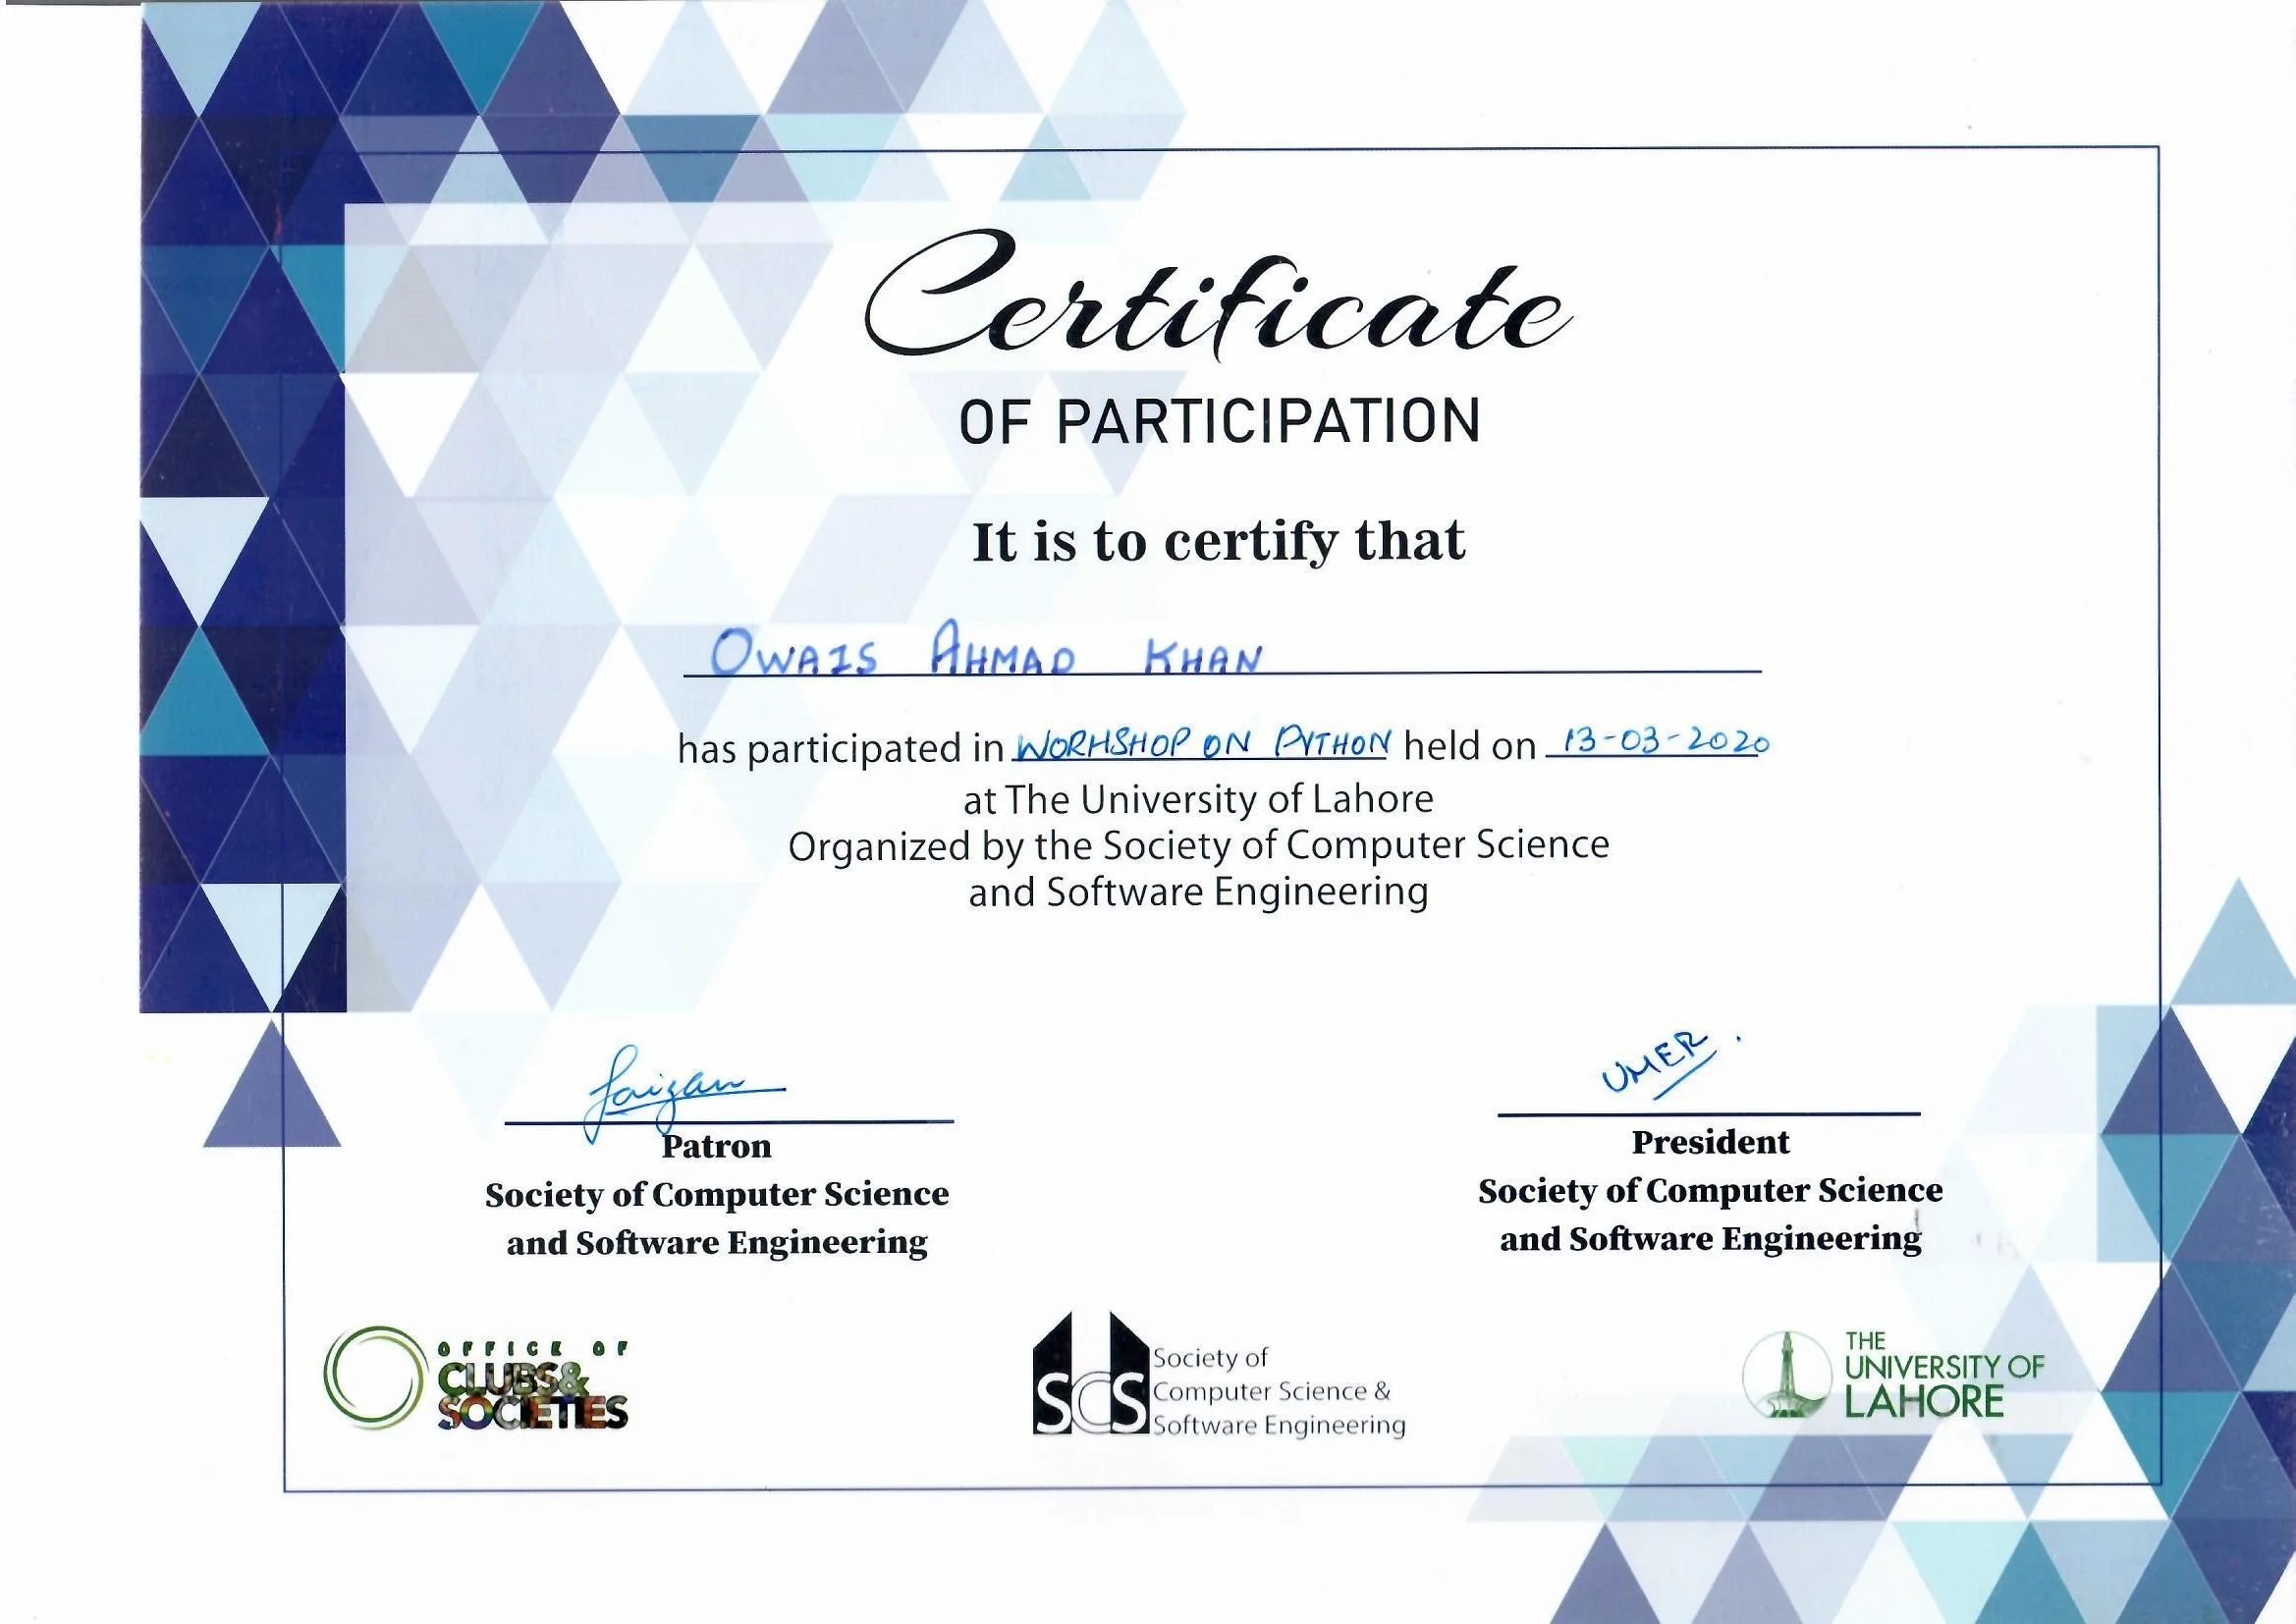 Certificate
OF PARTICIPATION
It is to certify that
OWAIS AHMAD KHAN
has participated in WORHSHOP ON PYTHON held on 13-03-2020
at The University of Lahore
Organized by the Society of Computer Science
and Software Engineering
faizan
Patron
Society of Computer Science
and Software Engineering
UMER.
President
Society of Computer Science
and Software Engineering
OFFICE OF
CLUBS&
SOCIETIES
SCS
Society of
Computer Science &
Software Engineering
THE
UNIVERSITY OF
LAHORE